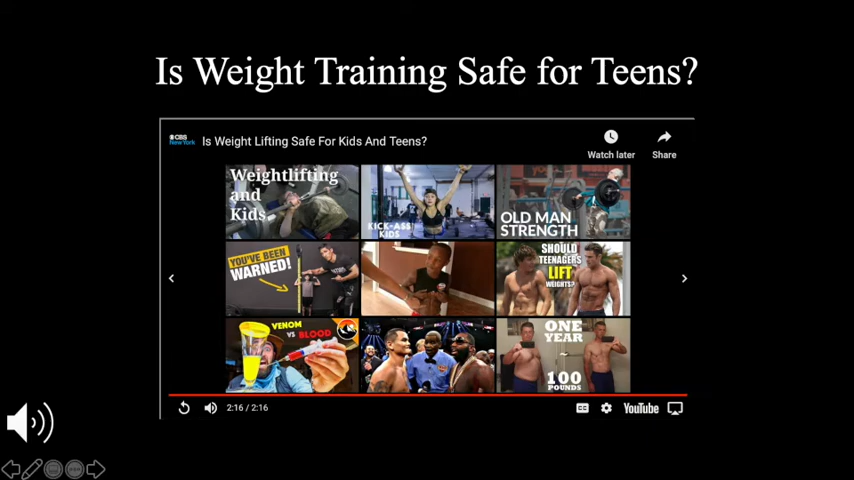 Is Weight Training Safe for Teens?
CBS
New York
Is Weight Lifting Safe For Kids And Teens?
Watch later
Share
Weightlifting
and
Kids
KICK-ASS
KIDS
OLD MAN
STRENGTH
YOU'VE BEEN
WARNED!
SHOULD
TEENAGERS
LIFT
WEIGHTS?
VENOM
VS BLOOD
ONE
YEAR
100
POUNDS
2:16 / 2:16
CC
YouTube